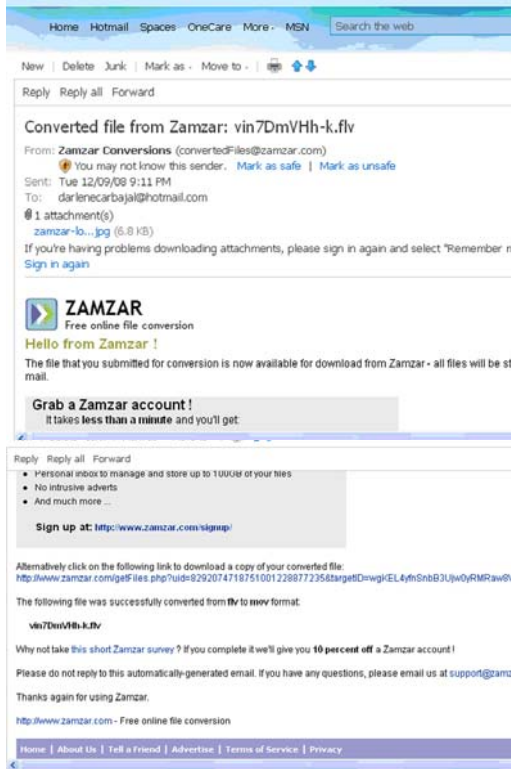 Home Hotmail Spaces OneCare More MSN Search the web
New | Delete Junk | Mark as Move to
Reply Reply all Forward
Converted file from Zamzar: vin7DmVHh-k.flv
From: Zamzar Conversions (convertedFiles@zamzar.com)
You may not know this sender. Mark as safe | Mark as unsafe
Sent: Tue 12/09/08 9:11 PM
To: darlenecarbajal@hotmail.com
1 attachment(s)
zamzar-lo...jpg (6.8 KB)
If you're having problems downloading attachments, please sign in again and select "Remember
Sign in again
ZAMZAR
Free online file conversion
Hello from Zamzar !
The file that you submitted for conversion is now available for download from Zamzar - all files will be
mail.
Grab a Zamzar account !
It takes less than a minute and you'll get:
Reply Reply all Forward
• Personal inbox to manage and store up to 100GB of your files
• No intrusive adverts
• And much more ...
Sign up at: http://www.zamzar.com/signup/
Alternatively click on the following link to download a copy of your converted file:
The following file was successfully converted from flv to mov format:
vin7DmVHh-k.flv
Why not take this short Zamzar survey ? If you complete it we'll give you 10 percent off a Zamzar account !
Please do not reply to this automatically-generated email. If you have any questions, please email us at
Thanks again for using Zamzar.
http://www.zamzar.com - Free online file conversion
Home | About Us | Tell a Friend | Advertise | Terms of Service | Privacy